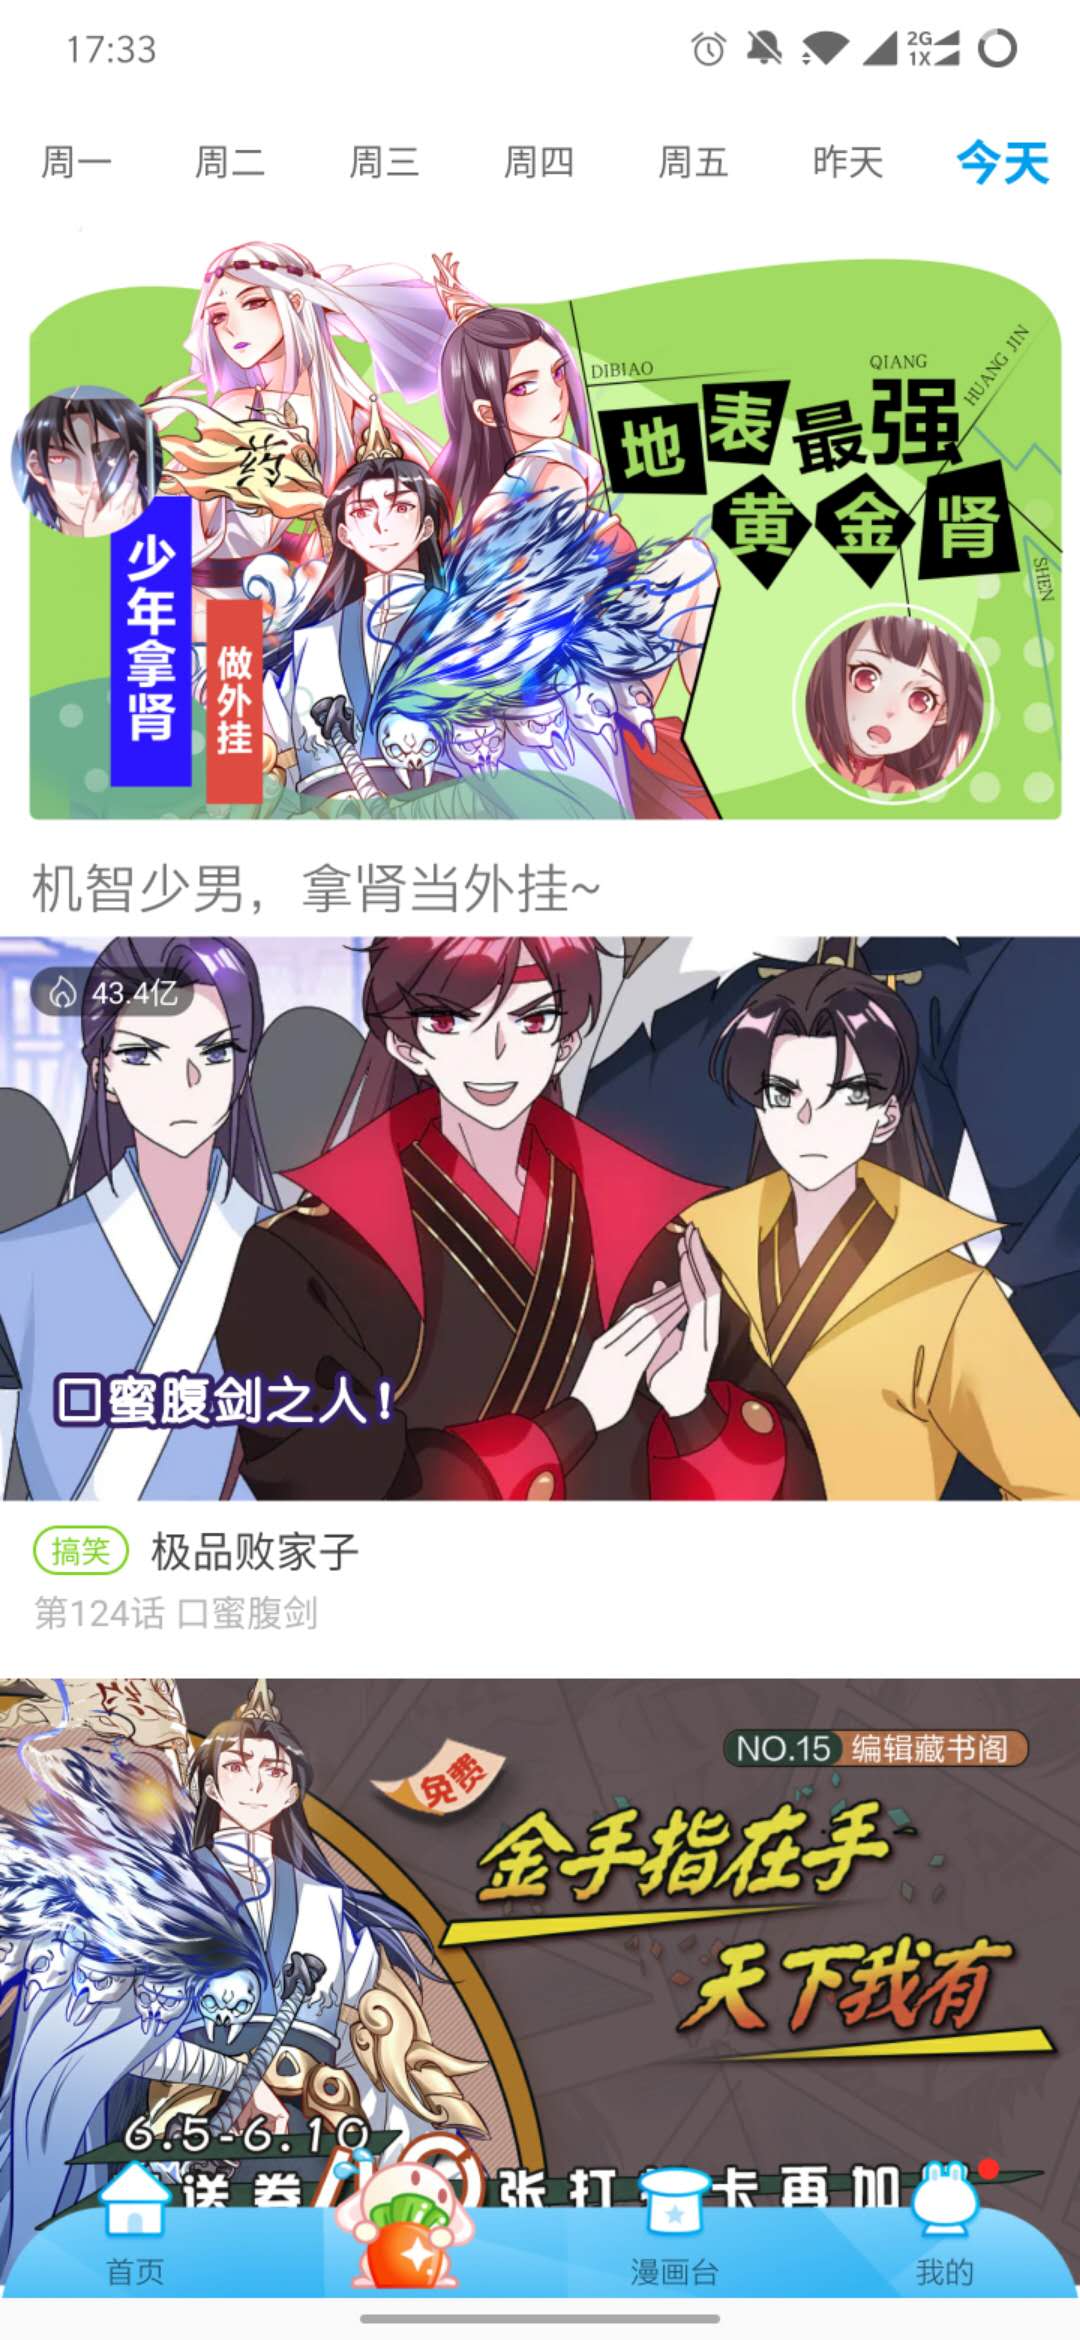 17:33
2G
1X
周一 周二 周三 周四 周五 昨天 今天
DIBIAO
QIANG
HUANG JIN
SHEN
地表最强
黄金肾
药
少年拿肾
做外挂
机智少男，拿肾当外挂~
43.4亿
口蜜腹剑之人！
搞笑 极品败家子
第124话 口蜜腹剑
NO.15 编辑藏书阁
免费
金手指在手
天下我有
6.5-6.10
送券
张打
卡再加
首页 漫画台 我的